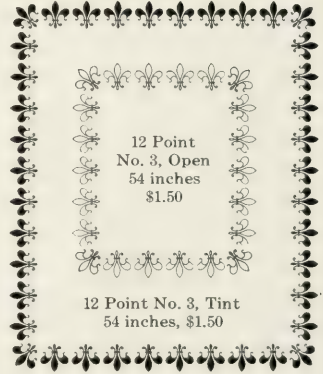 12 Point
No. 3, Open
54 inches
$1.50
12 Point No. 3, Tint
54 inches, $1.50